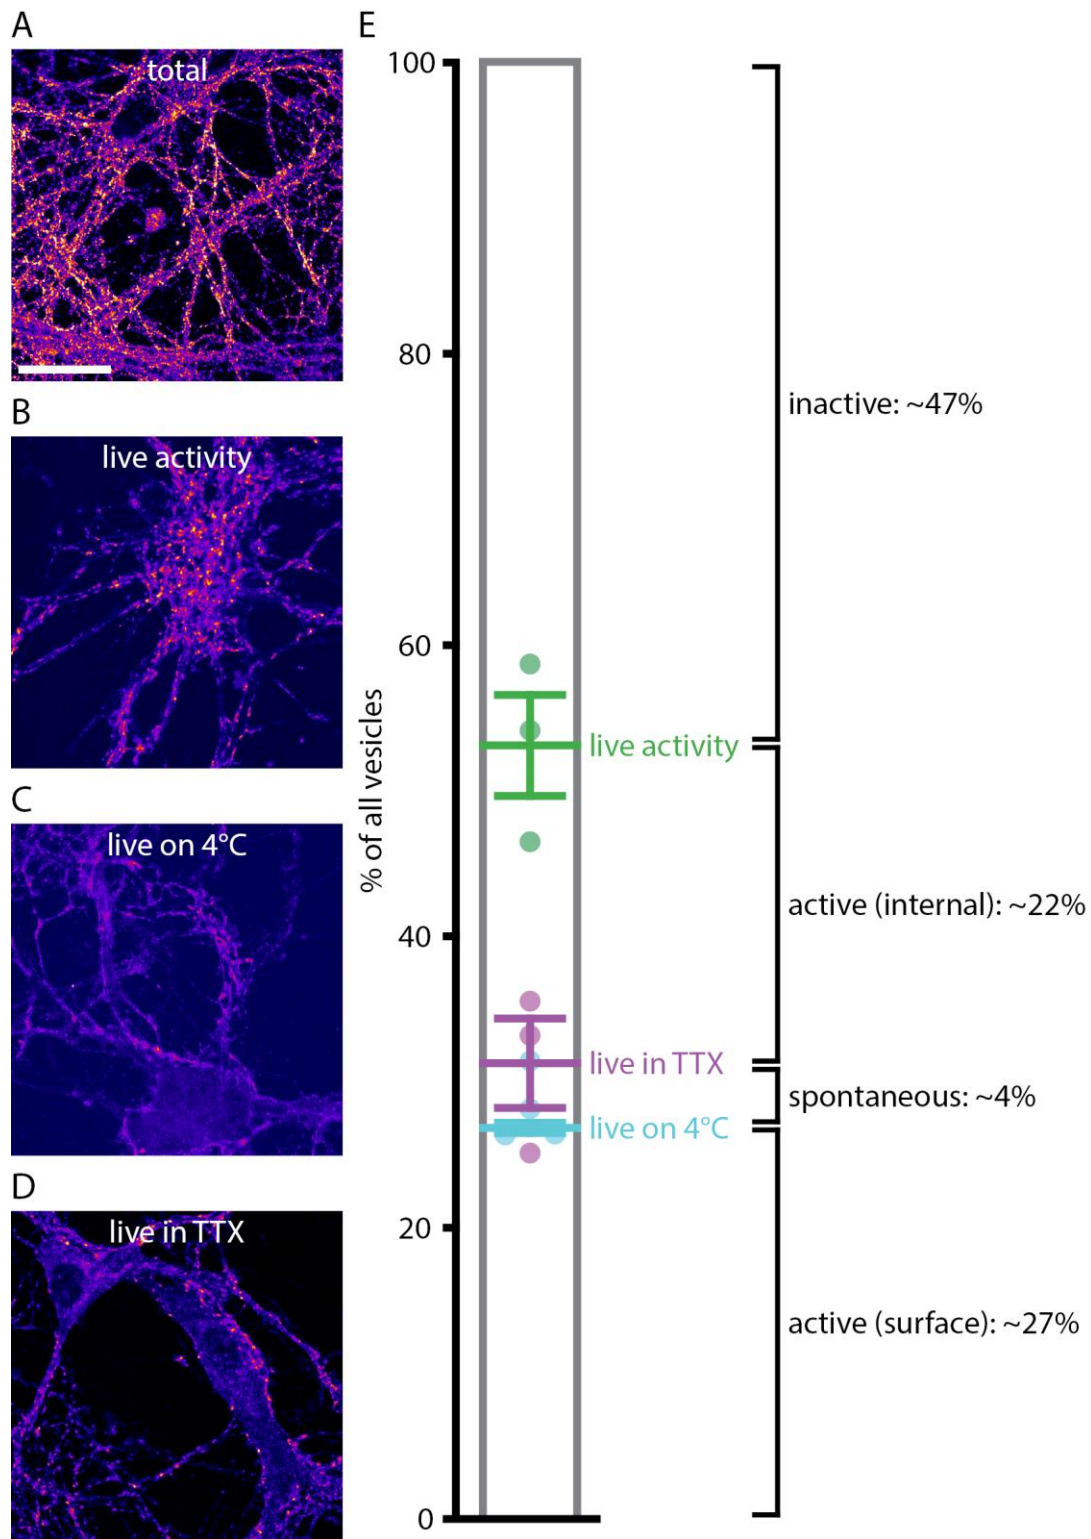 A
total
B
live activity
C
live on 4°C
D
live in TTX
E
% of all vesicles
100
80
60
40
20
0
live activity
live in TTX
live on 4°C
inactive: ~47%
active (internal): ~22%
spontaneous: ~4%
active (surface): ~27%